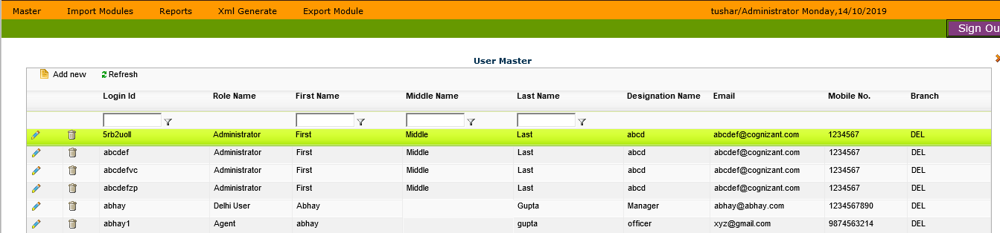 Master Import Modules Reports Xml Generate Export Module tushar/Administrator Monday,14/10/2019
Sign Ou
User Master
Add new Refresh
Login Id Role Name First Name Middle Name Last Name Designation Name Email Mobile No. Branch
5rb2uoll Administrator First Middle Last abcd abcdef@cognizant.com 1234567 DEL
abcdef Administrator First Middle Last abcd abcdef@cognizant.com 1234567 DEL
abcdefvc Administrator First Middle Last abcd abcdef@cognizant.com 1234567 DEL
abcdefzp Administrator First Middle Last abcd abcdef@cognizant.com 1234567 DEL
abhay Delhi User Abhay Gupta Manager abhay@abhay.com 1234567890 DEL
abhay1 Agent abhay gupta officer xyz@gmail.com 9874563214 DEL